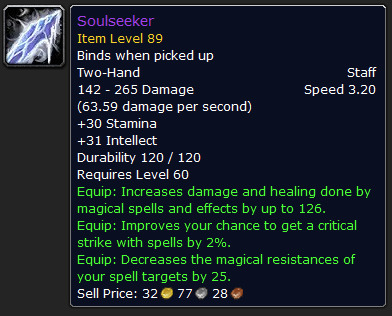 Soulseeker
Item Level 89
Binds when picked up
Two-Hand Staff
142 - 265 Damage Speed 3.20
(63.59 damage per second)
+30 Stamina
+31 Intellect
Durability 120 / 120
Requires Level 60
Equip: Increases damage and healing done by
magical spells and effects by up to 126.
Equip: Improves your chance to get a critical
strike with spells by 2%.
Equip: Decreases the magical resistances of
your spell targets by 25.
Sell Price: 32 77 28